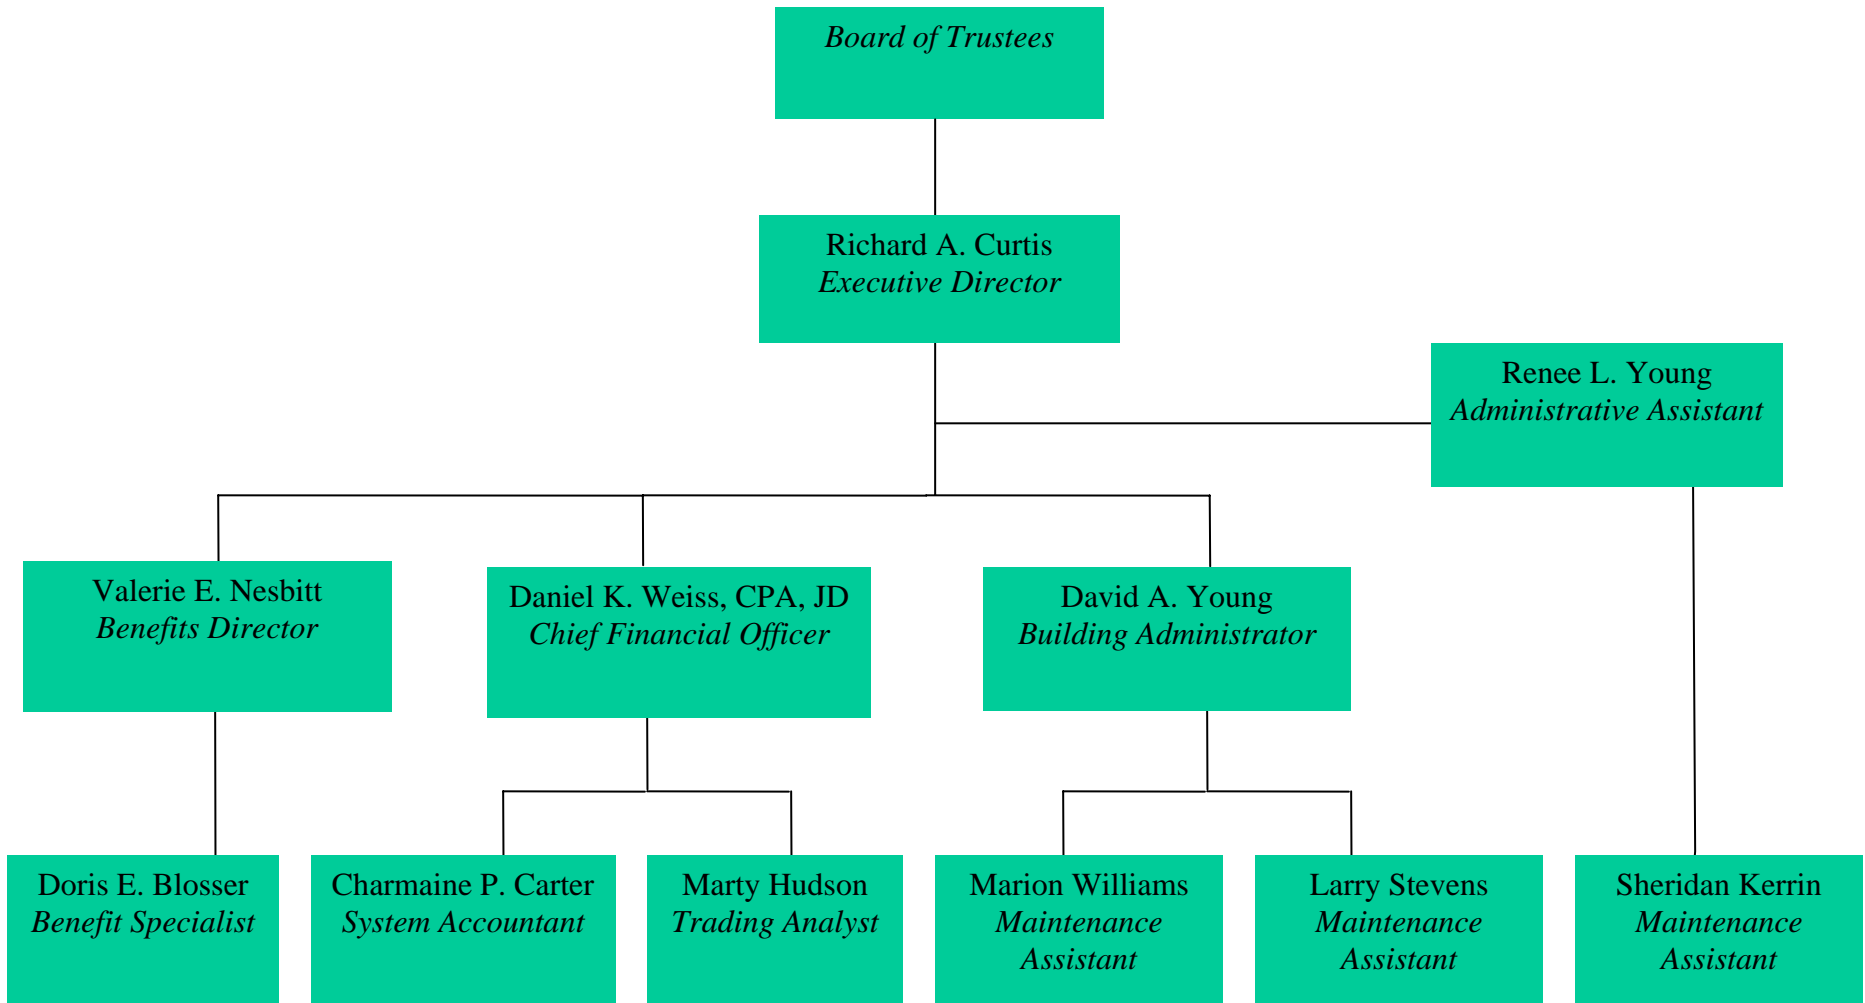 Board of Trustees
Richard A. Curtis
Executive Director
Renee L. Young
Administrative Assistant
Valerie E. Nesbitt
Benefits Director
Daniel K. Weiss, CPA, JD
Chief Financial Officer
David A. Young
Building Administrator
Doris E. Blosser
Benefit Specialist
Charmaine P. Carter
System Accountant
Marty Hudson
Trading Analyst
Marion Williams
Maintenance
Assistant
Larry Stevens
Maintenance
Assistant
Sheridan Kerrin
Maintenance
Assistant